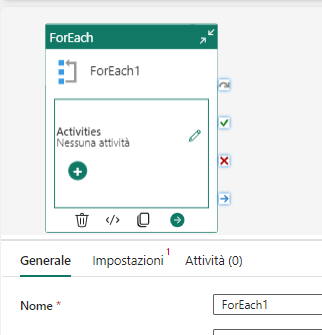 ForEach
ForEach1
Activities
Nessuna attività
Generale
Impostazioni 1
Attività (0)
Nome *
ForEach1